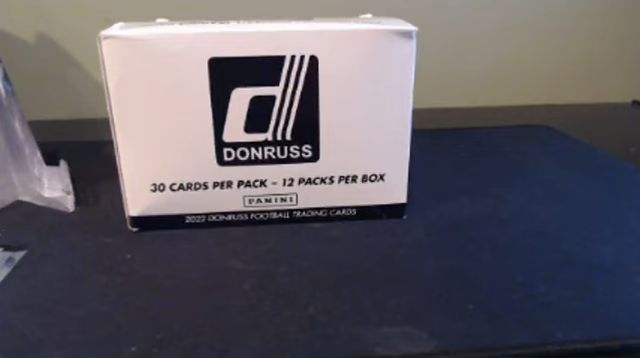 d
DONRUSS
30 CARDS PER PACK - 12 PACKS PER BOX
PANINI
2022 DONRUSS FOOTBALL TRADING CARDS